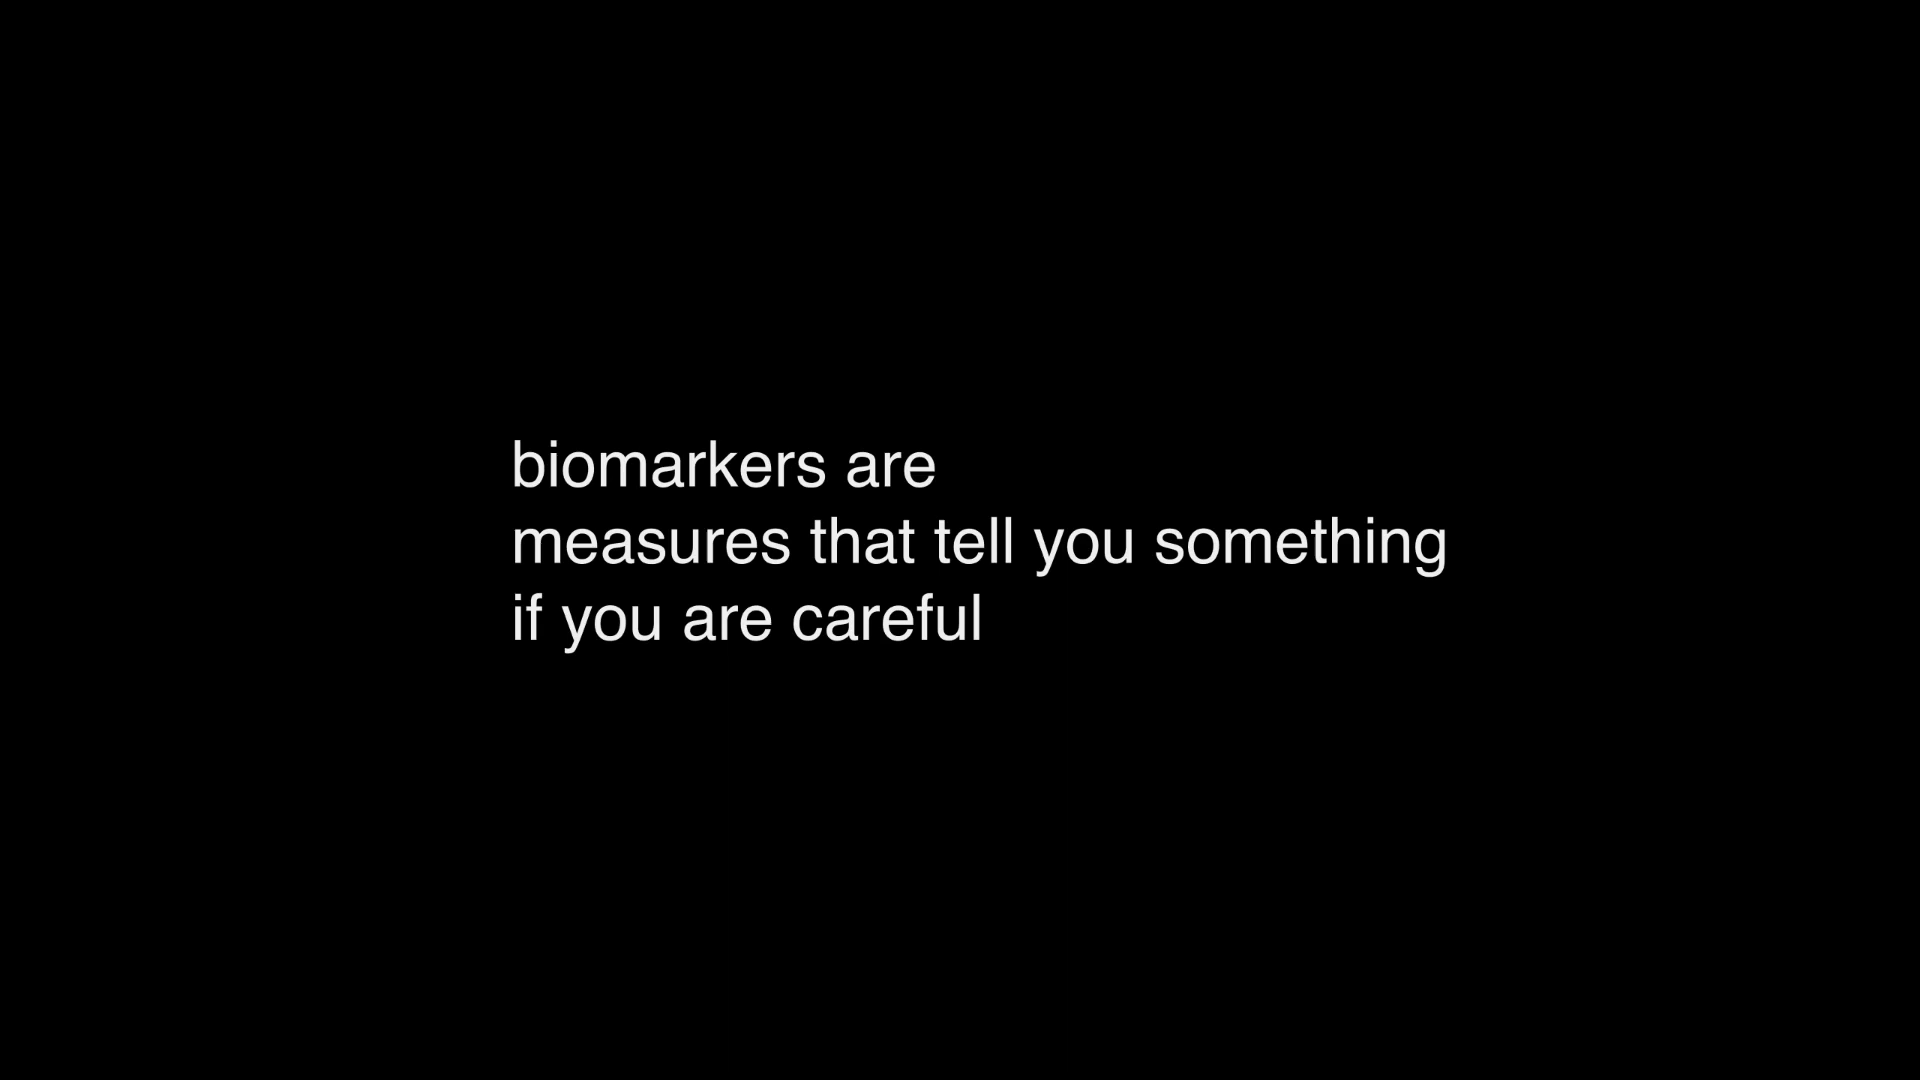 biomarkers are
measures that tell you something
if you are careful